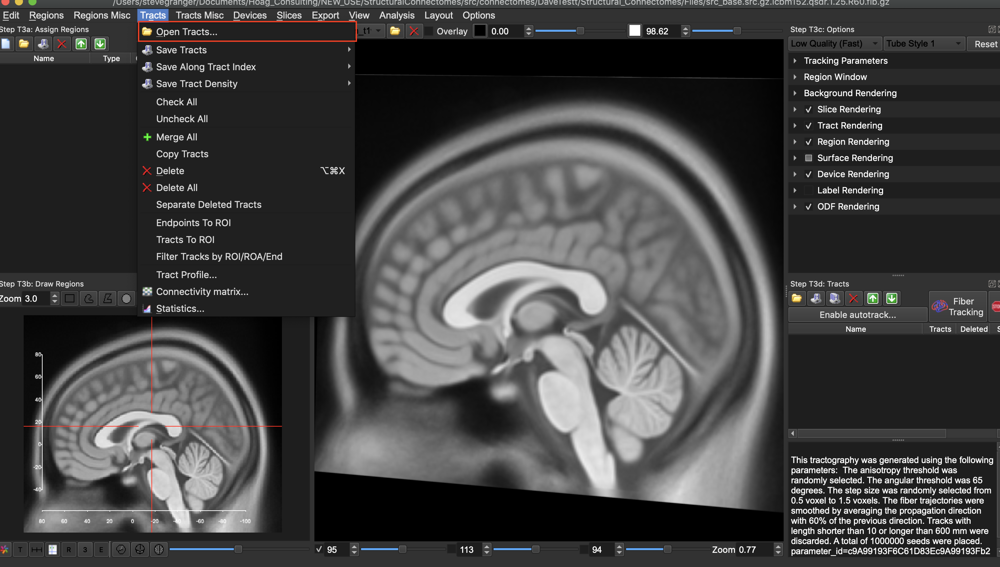 /Users/stevegranger/Documents/Hoag_Consulting/NEW_USE/StructuralConnectomes/src/connectomes/DaveTestt/Structural_Connectomes/Files/src_base.src.gz.icbm152.qsdr.1.25.R60.fib.gz
Edit Regions Regions Misc Tracts Tracts Misc Devices Slices Export View Analysis Layout Options
Step T3a: Assign Regions
Name Type
Open Tracts...
Save Tracts
Save Along Tract Index
Save Tract Density
Check All
Uncheck All
Merge All
Copy Tracts
Delete ⌥⌘X
Delete All
Separate Deleted Tracts
Endpoints To ROI
Tracts To ROI
Filter Tracks by ROI/ROA/End
Tract Profile...
Connectivity matrix...
Statistics...
_t1 Overlay 0.00 98.62
Step T3c: Options
Low Quality (Fast) Tube Style 1 Reset
Tracking Parameters
Region Window
Background Rendering
Slice Rendering
Tract Rendering
Region Rendering
Surface Rendering
Device Rendering
Label Rendering
ODF Rendering
Step T3b: Draw Regions
Zoom 3.0
80
60
40
20
0
-20
-40
80 60 40 20 0 -20 -40 -60 -80 -100
T R 3 E
95 113 94 Zoom 0.77
Step T3d: Tracts
Fiber
Tracking
STOP
Enable autotrack...
Name Tracts Deleted S
This tractography was generated using the following
parameters: The anisotropy threshold was
randomly selected. The angular threshold was 65
degrees. The step size was randomly selected from
0.5 voxel to 1.5 voxels. The fiber trajectories were
smoothed by averaging the propagation direction
with 60% of the previous direction. Tracks with
length shorter than 10 or longer than 600 mm were
discarded. A total of 1000000 seeds were placed.
parameter_id=c9A99193F6C61D83Ec9A99193Fb2